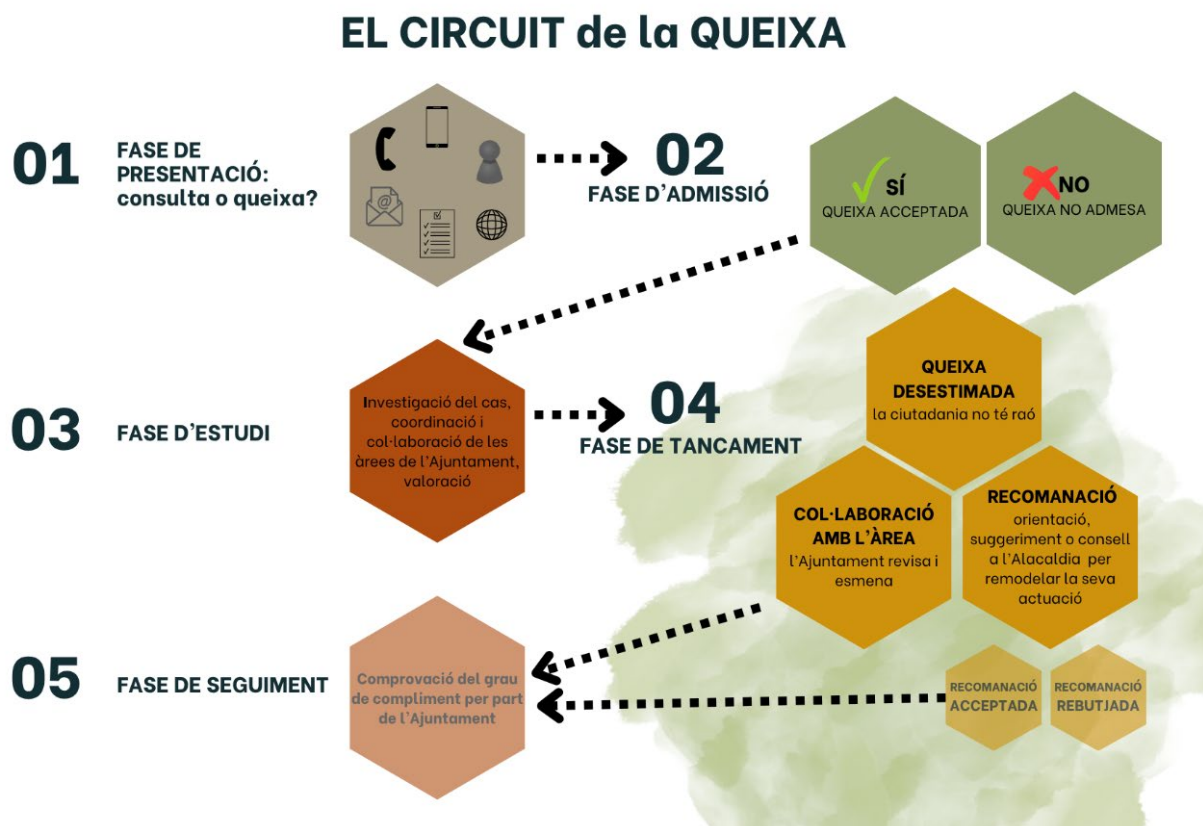 EL CIRCUIT de la QUEIXA
01
FASE DE
PRESENTACIÓ:
consulta o queixa?
02
FASE D'ADMISSIÓ
SÍ
QUEIXA ACCEPTADA
NO
QUEIXA NO ADMESA
03
FASE D'ESTUDI
Investigació del cas,
coordinació i
col·laboració de les
àrees de l'Ajuntament,
valoració
04
FASE DE TANCAMENT
QUEIXA
DESESTIMADA
la ciutadania no té raó
COL·LABORACIÓ
AMB L'ÀREA
l'Ajuntament revisa i
esmena
RECOMANACIÓ
orientació,
suggeriment o consell
a l'Alacaldia per
remodelar la seva
actuació
RECOMANACIÓ
ACCEPTADA
RECOMANACIÓ
REBUTJADA
05
FASE DE SEGUIMENT
Comprovació del grau
de compliment per part
de l'Ajuntament